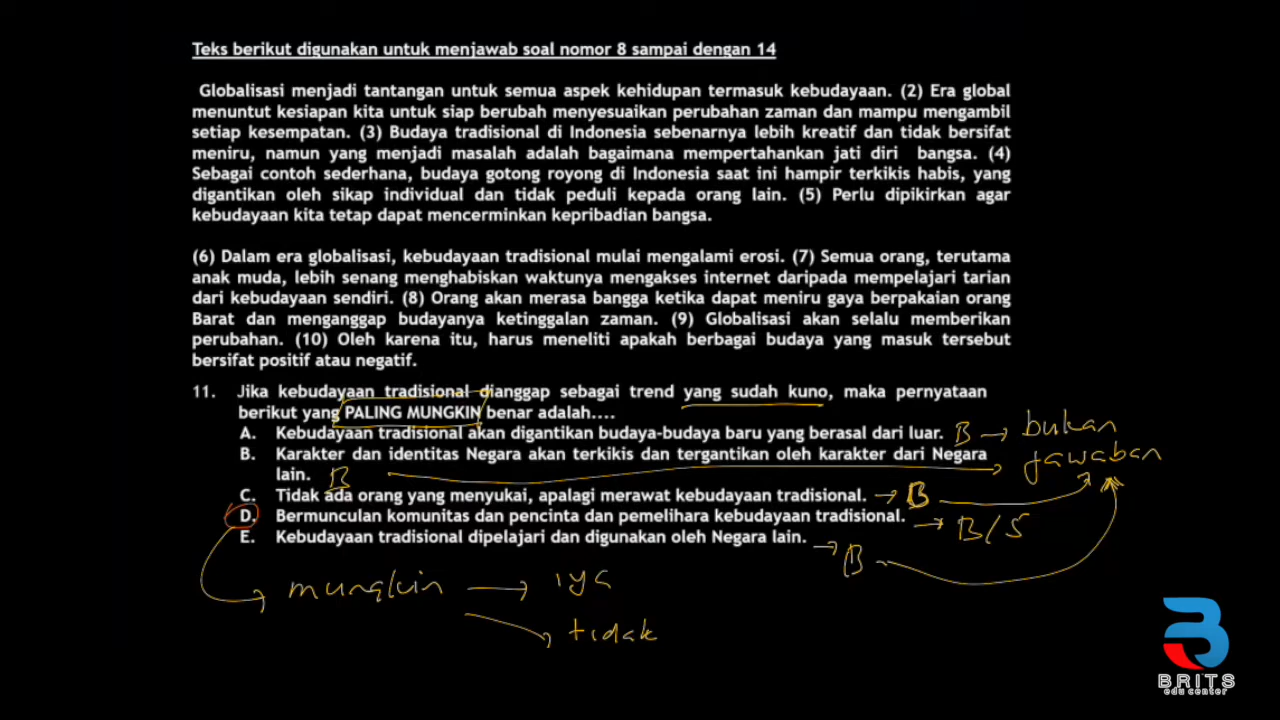 Teks berikut digunakan untuk menjawab soal nomor 8 sampai dengan 14
Globalisasi menjadi tantangan untuk semua aspek kehidupan termasuk kebudayaan. (2) Era global
menuntut kesiapan kita untuk siap berubah menyesuaikan perubahan zaman dan mampu mengambil
setiap kesempatan. (3) Budaya tradisional di Indonesia sebenarnya lebih kreatif dan tidak bersifat
meniru, namun yang menjadi masalah adalah bagaimana mempertahankan jati diri bangsa. (4)
Sebagai contoh sederhana, budaya gotong royong di Indonesia saat ini hampir terkikis habis, yang
digantikan oleh sikap individual dan tidak peduli kepada orang lain. (5) Perlu dipikirkan agar
kebudayaan kita tetap dapat mencerminkan kepribadian bangsa.
(6) Dalam era globalisasi, kebudayaan tradisional mulai mengalami erosi. (7) Semua orang, terutama
anak muda, lebih senang menghabiskan waktunya mengakses internet daripada mempelajari tarian
dari kebudayaan sendiri. (8) Orang akan merasa bangga ketika dapat meniru gaya berpakaian orang
Barat dan menganggap budayanya ketinggalan zaman. (9) Globalisasi akan selalu memberikan
perubahan. (10) Oleh karena itu, harus meneliti apakah berbagai budaya yang masuk tersebut
bersifat positif atau negatif.
11. Jika kebudayaan tradisional dianggap sebagai trend yang sudah kuno, maka pernyataan
berikut yang PALING MUNGKIN benar adalah....
A. Kebudayaan tradisional akan digantikan budaya-budaya baru yang berasal dari luar. B → bukan
B. Karakter dan identitas Negara akan terkikis dan tergantikan oleh karakter dari Negara jawaban
lain. B
C. Tidak ada orang yang menyukai, apalagi merawat kebudayaan tradisional. → B
D. Bermunculan komunitas dan pencinta dan pemelihara kebudayaan tradisional. → B/S
E. Kebudayaan tradisional dipelajari dan digunakan oleh Negara lain. → B
mungkin → iya
→ tidak
BRITS
edu center